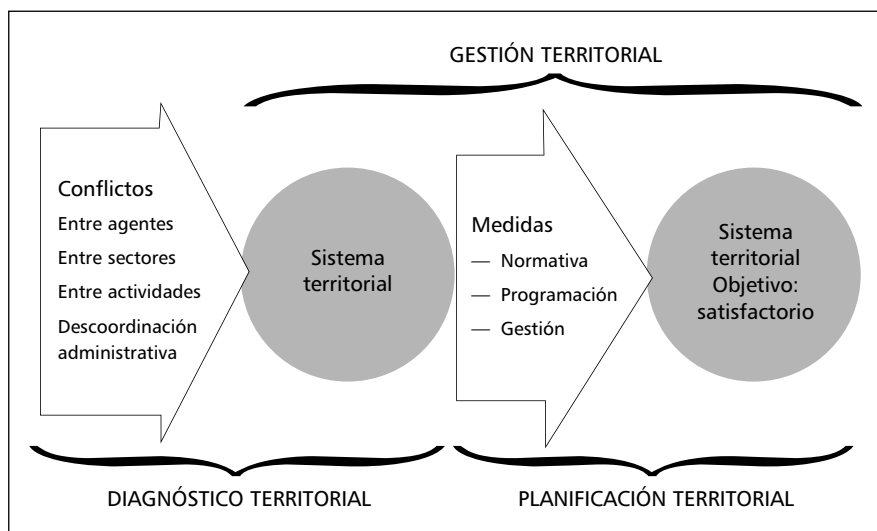 GESTIÓN TERRITORIAL
Conflictos
Entre agentes
Entre sectores
Entre actividades
Descoordinación
administrativa
Sistema
territorial
Medidas
— Normativa
— Programación
— Gestión
Sistema
territorial
Objetivo:
satisfactorio
DIAGNÓSTICO TERRITORIAL
PLANIFICACIÓN TERRITORIAL